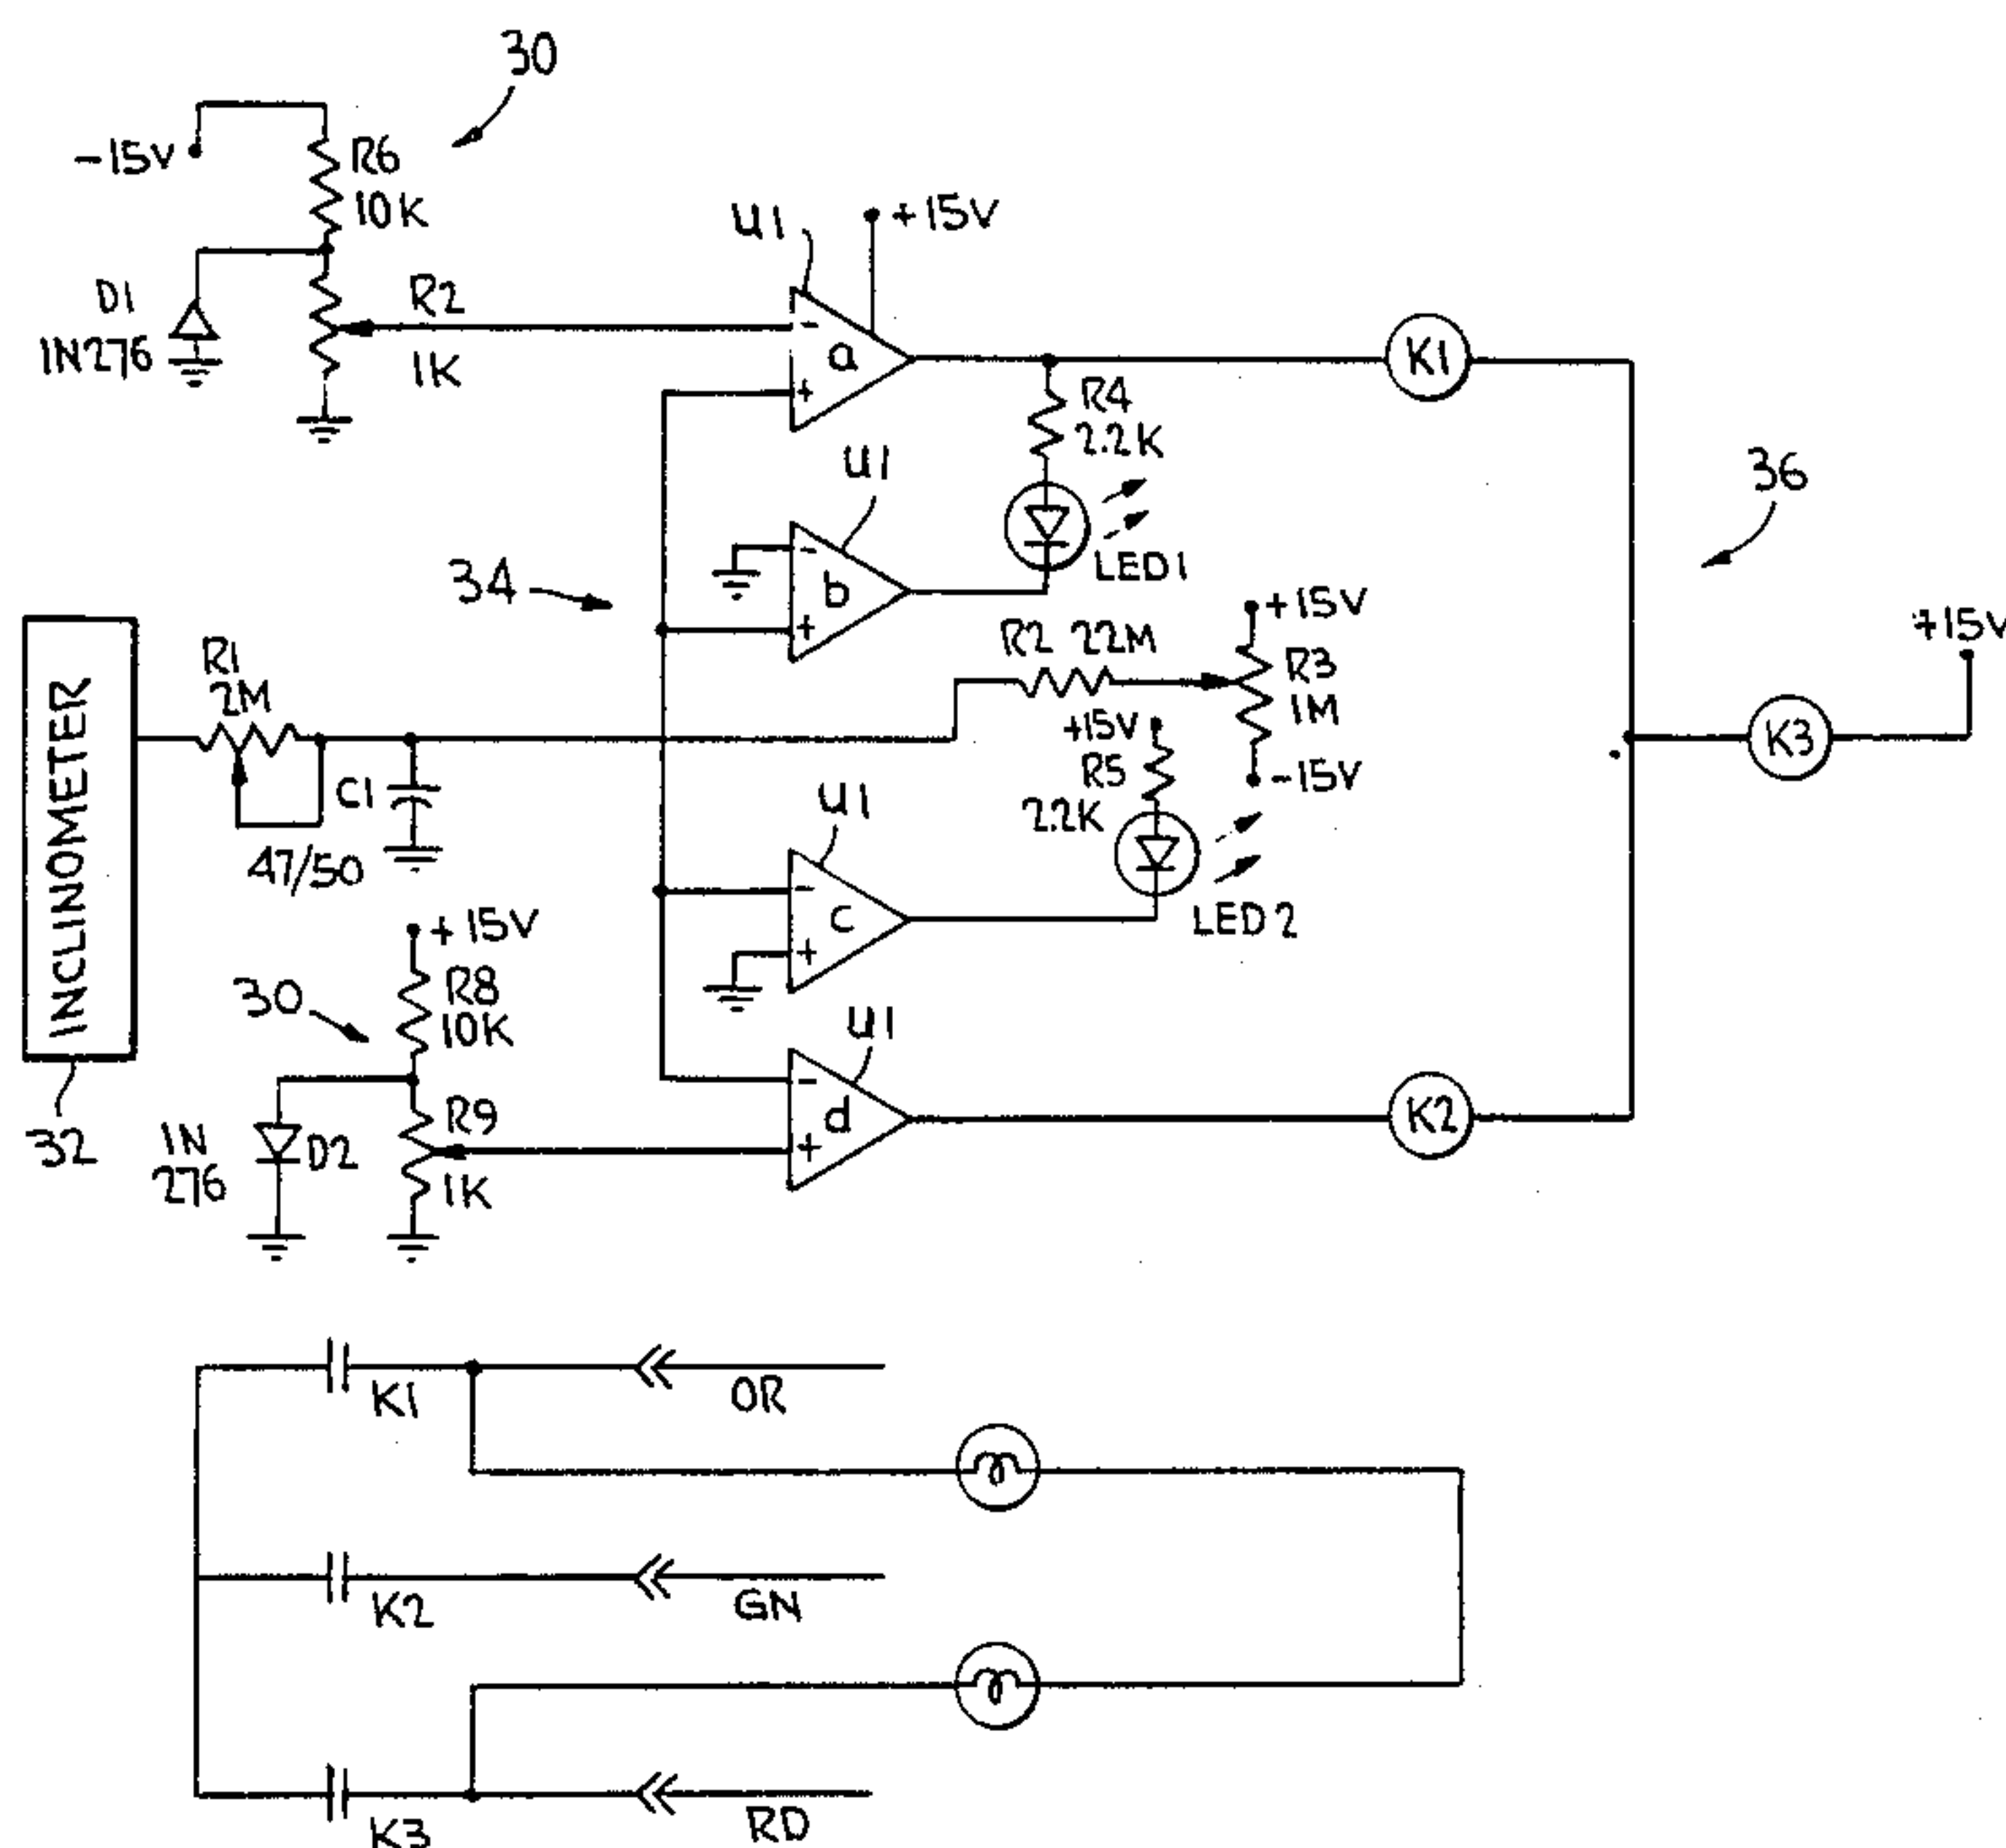 30
-15V
R6
10K
D1
1N276
R2
1K
U1
+15V
-
a
+
K1
R4
2.2K
U1
36
LED1
34
-
b
+
+15V
R2 22M
R3
1M
-15V
+15V
K3
INCLINOMETER
R1
2M
C1
47/50
+15V
R5
2.2K
U1
-
c
+
LED 2
+15V
R8
10K
30
U1
-
d
+
K2
32
1N
276
D2
R9
1K
K1
OR
K2
GN
K3
RD